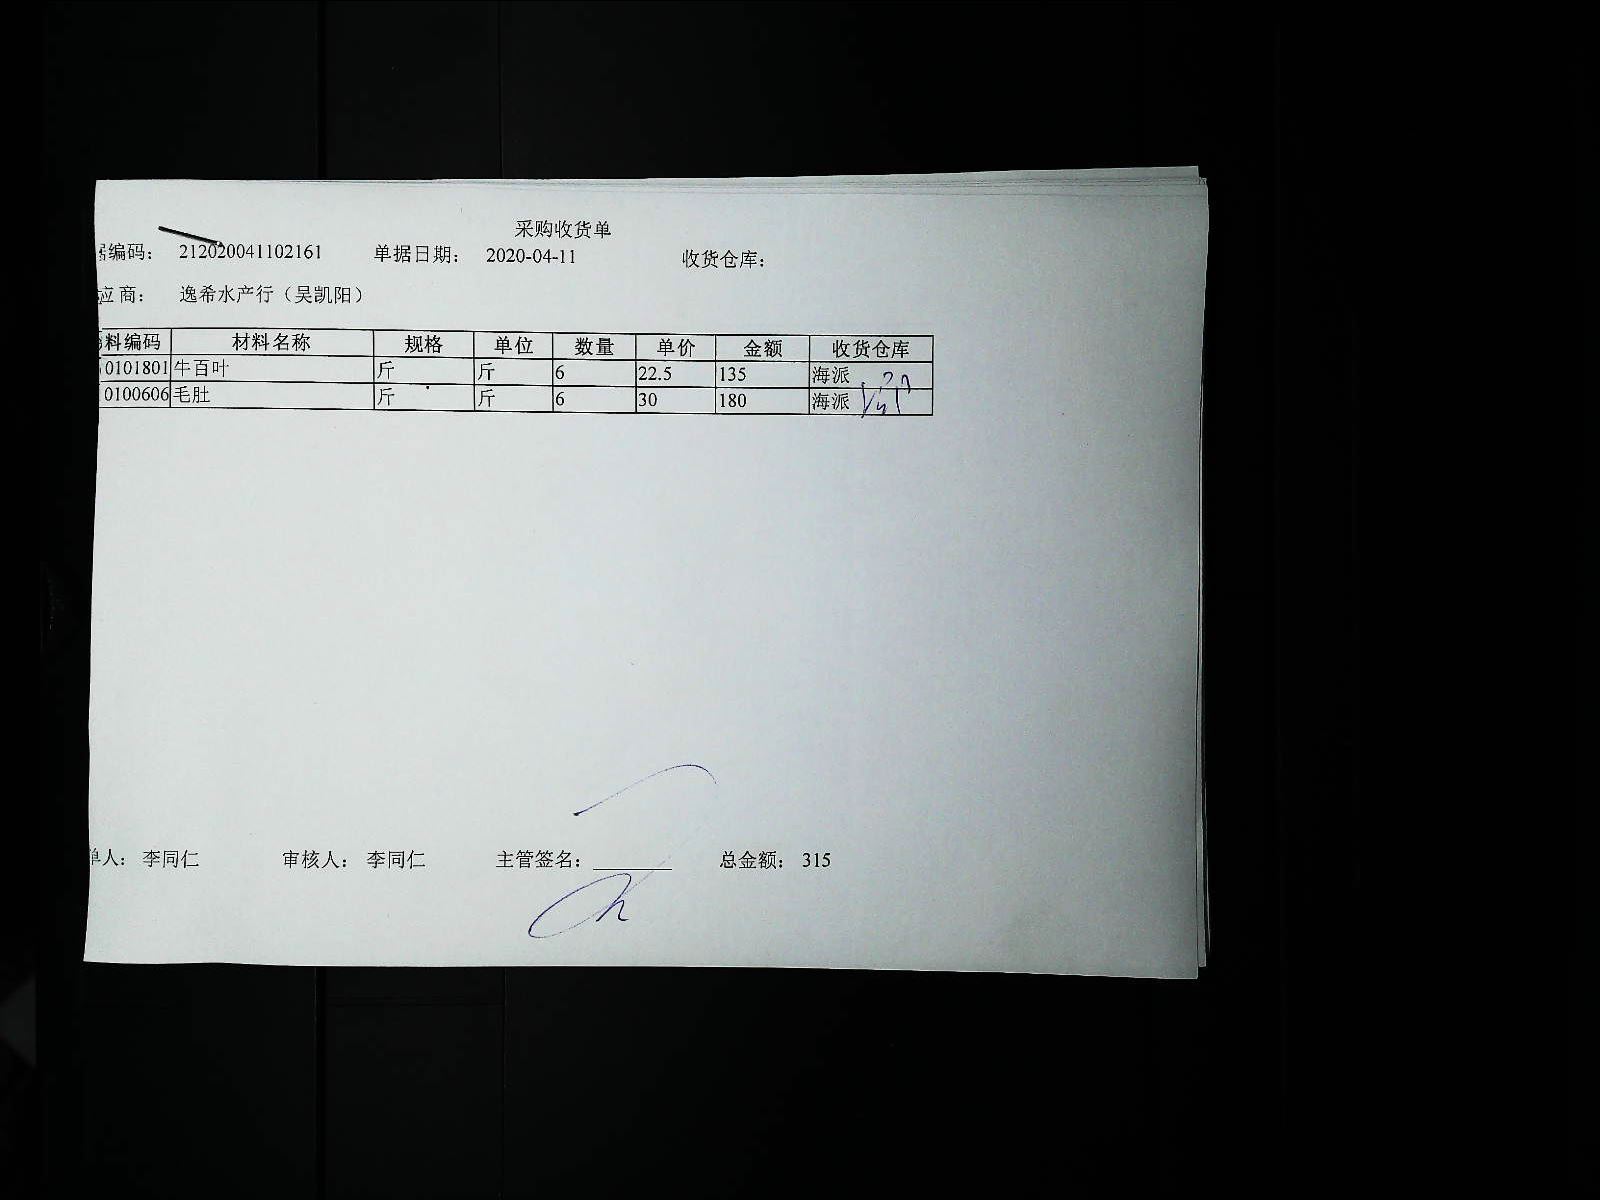 采购收货单
编码： 212020041102161 单据日期： 2020-04-11 收货仓库：
应商： 逸希水产行（吴凯阳）
料编码 材料名称 规格 单位 数量 单价 金额 收货仓库
0101801 牛百叶 斤 斤 6 22.5 135 海派
0100606 毛肚 斤 斤 6 30 180 海派
单人： 李同仁 审核人： 李同仁 主管签名： 总金额： 315